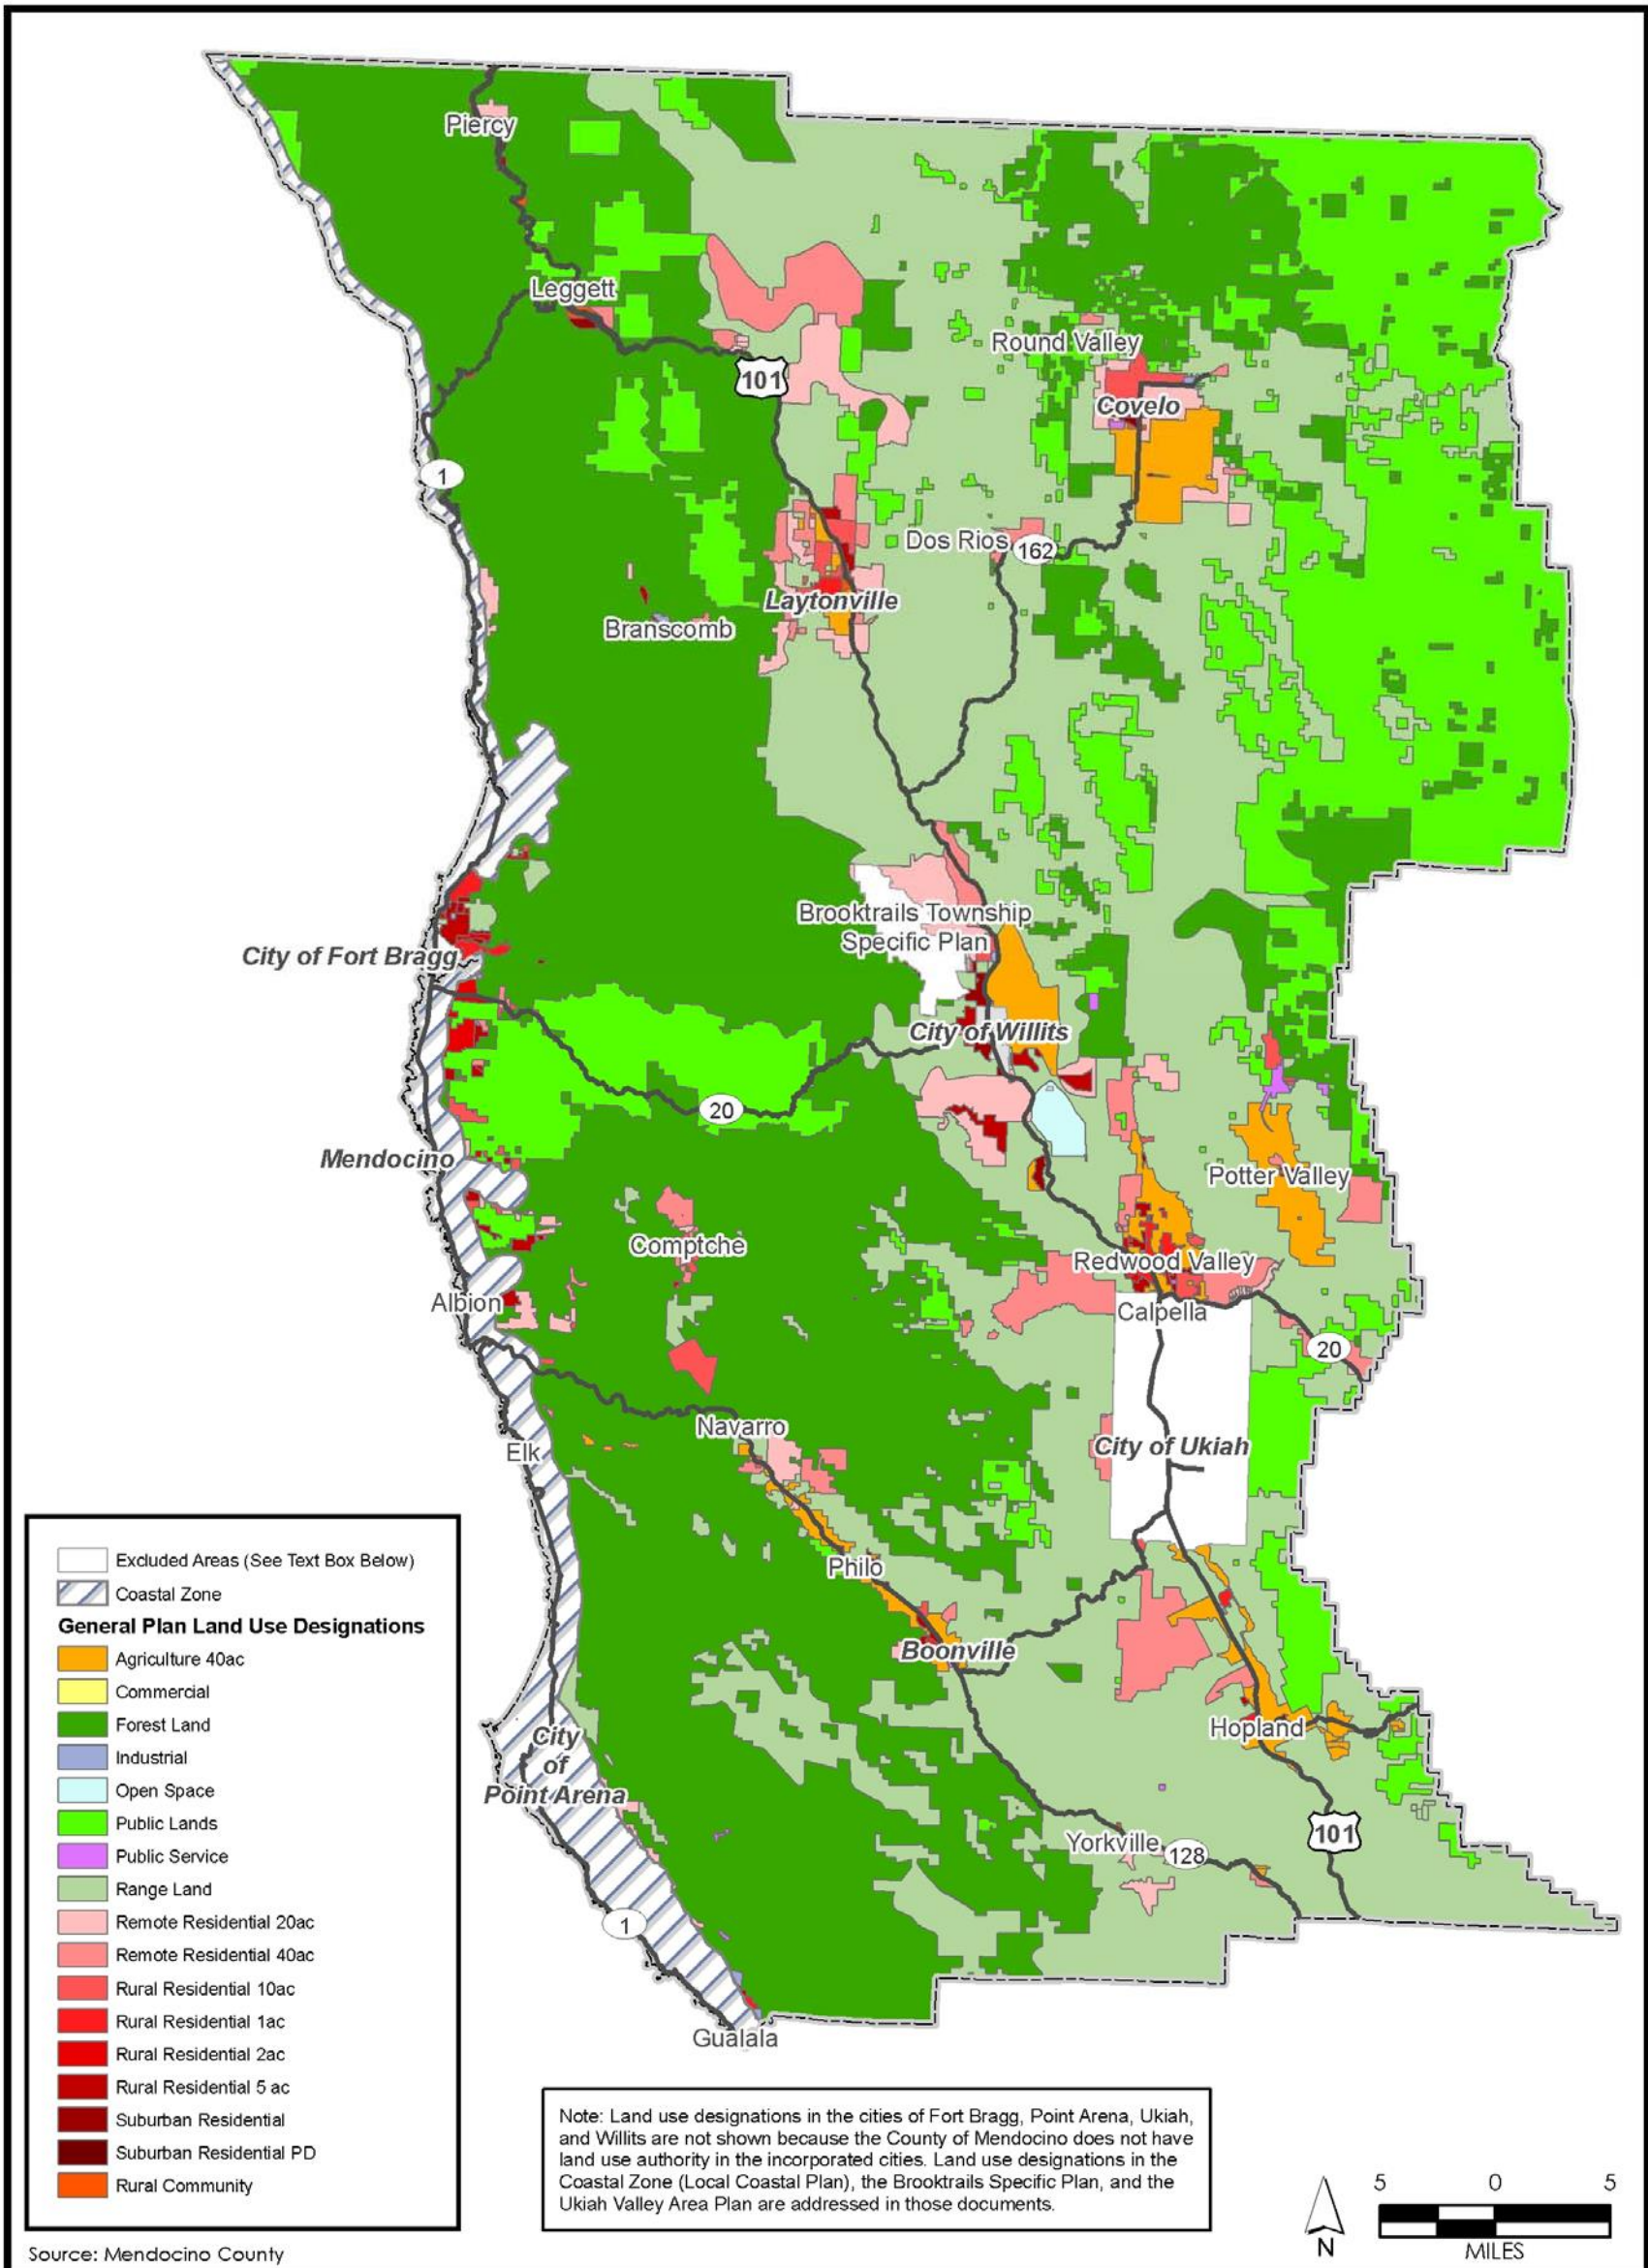 Piercy
Leggett
101
Round Valley
Covelo
1
Dos Rios
162
Laytonville
Branscomb
Brooktrails Township
Specific Plan
City of Fort Bragg
City of Willits
20
Mendocino
Potter Valley
Comptche
Redwood Valley
Albion
Calpella
20
Navarro
City of Ukiah
Elk
Philo
Boonville
Hopland
City
of
Point Arena
101
Yorkville
128
1
Gualala
Excluded Areas (See Text Box Below)
Coastal Zone
General Plan Land Use Designations
Agriculture 40ac
Commercial
Forest Land
Industrial
Open Space
Public Lands
Public Service
Range Land
Remote Residential 20ac
Remote Residential 40ac
Rural Residential 10ac
Rural Residential 1ac
Rural Residential 2ac
Rural Residential 5 ac
Suburban Residential
Suburban Residential PD
Rural Community
Note: Land use designations in the cities of Fort Bragg, Point Arena, Ukiah,
and Willits are not shown because the County of Mendocino does not have
land use authority in the incorporated cities. Land use designations in the
Coastal Zone (Local Coastal Plan), the Brooktrails Specific Plan, and the
Ukiah Valley Area Plan are addressed in those documents.
N
5 0 5
MILES
Source: Mendocino County